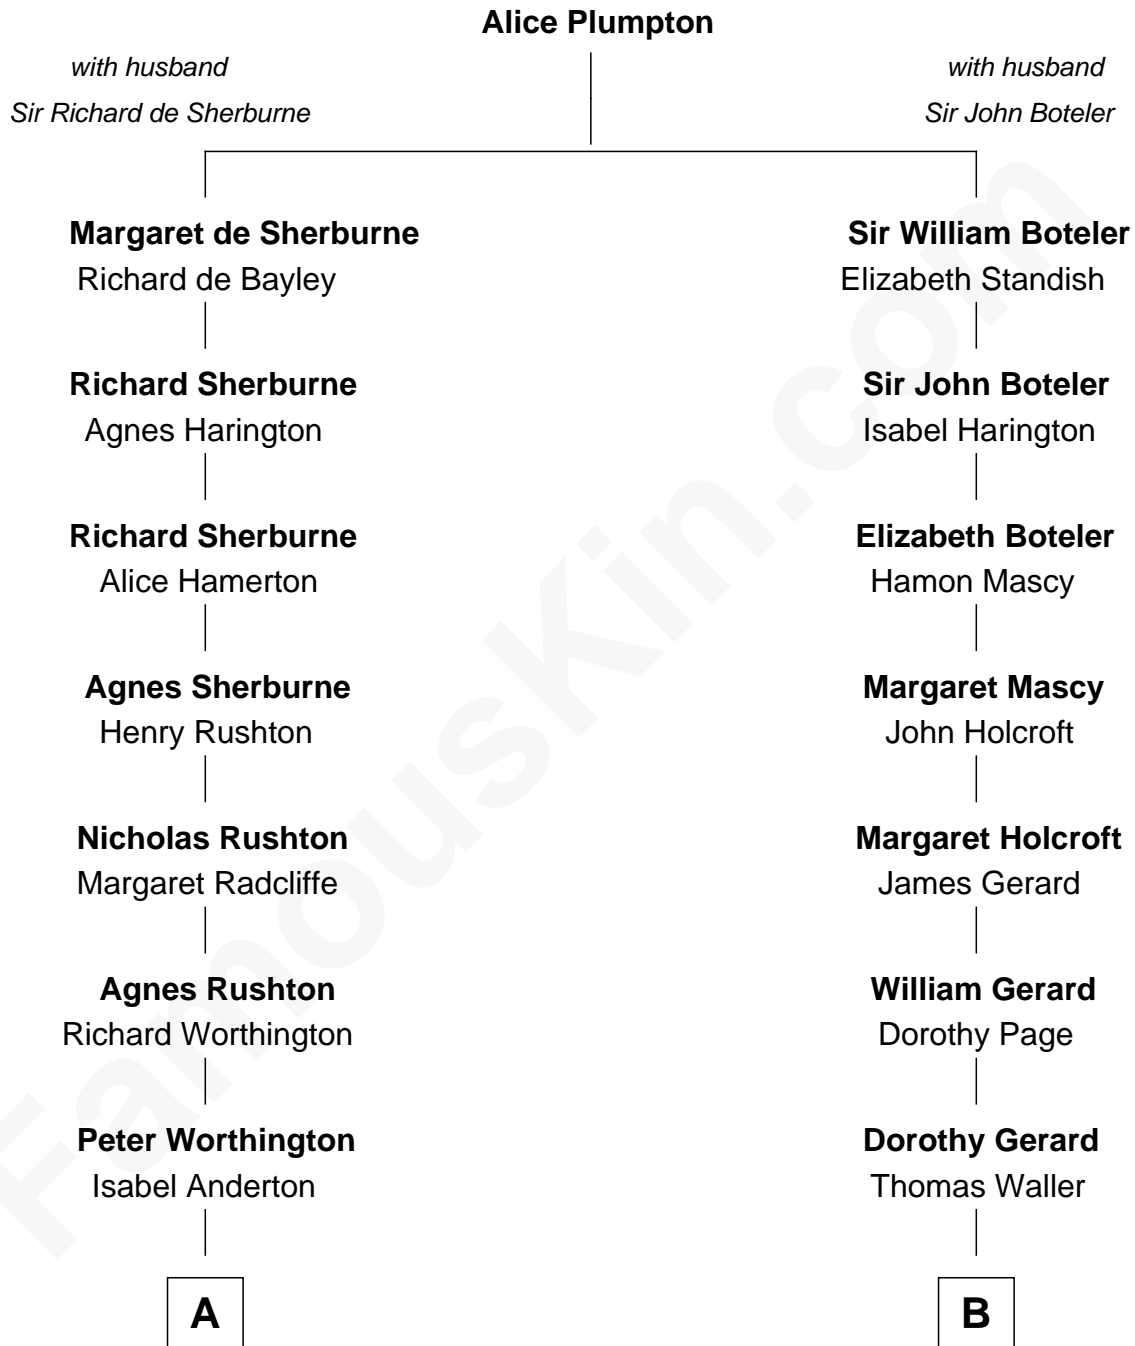 Alice Plumpton
with husband
Sir Richard de Sherburne
with husband
Sir John Boteler
Margaret de Sherburne
Richard de Bayley
Sir William Boteler
Elizabeth Standish
Richard Sherburne
Agnes Harington
Sir John Boteler
Isabel Harington
Richard Sherburne
Alice Hamerton
Elizabeth Boteler
Hamon Mascy
Agnes Sherburne
Henry Rushton
Margaret Mascy
John Holcroft
Nicholas Rushton
Margaret Radcliffe
Margaret Holcroft
James Gerard
Agnes Rushton
Richard Worthington
William Gerard
Dorothy Page
Peter Worthington
Isabel Anderton
Dorothy Gerard
Thomas Waller
A
B
FamousKin.com